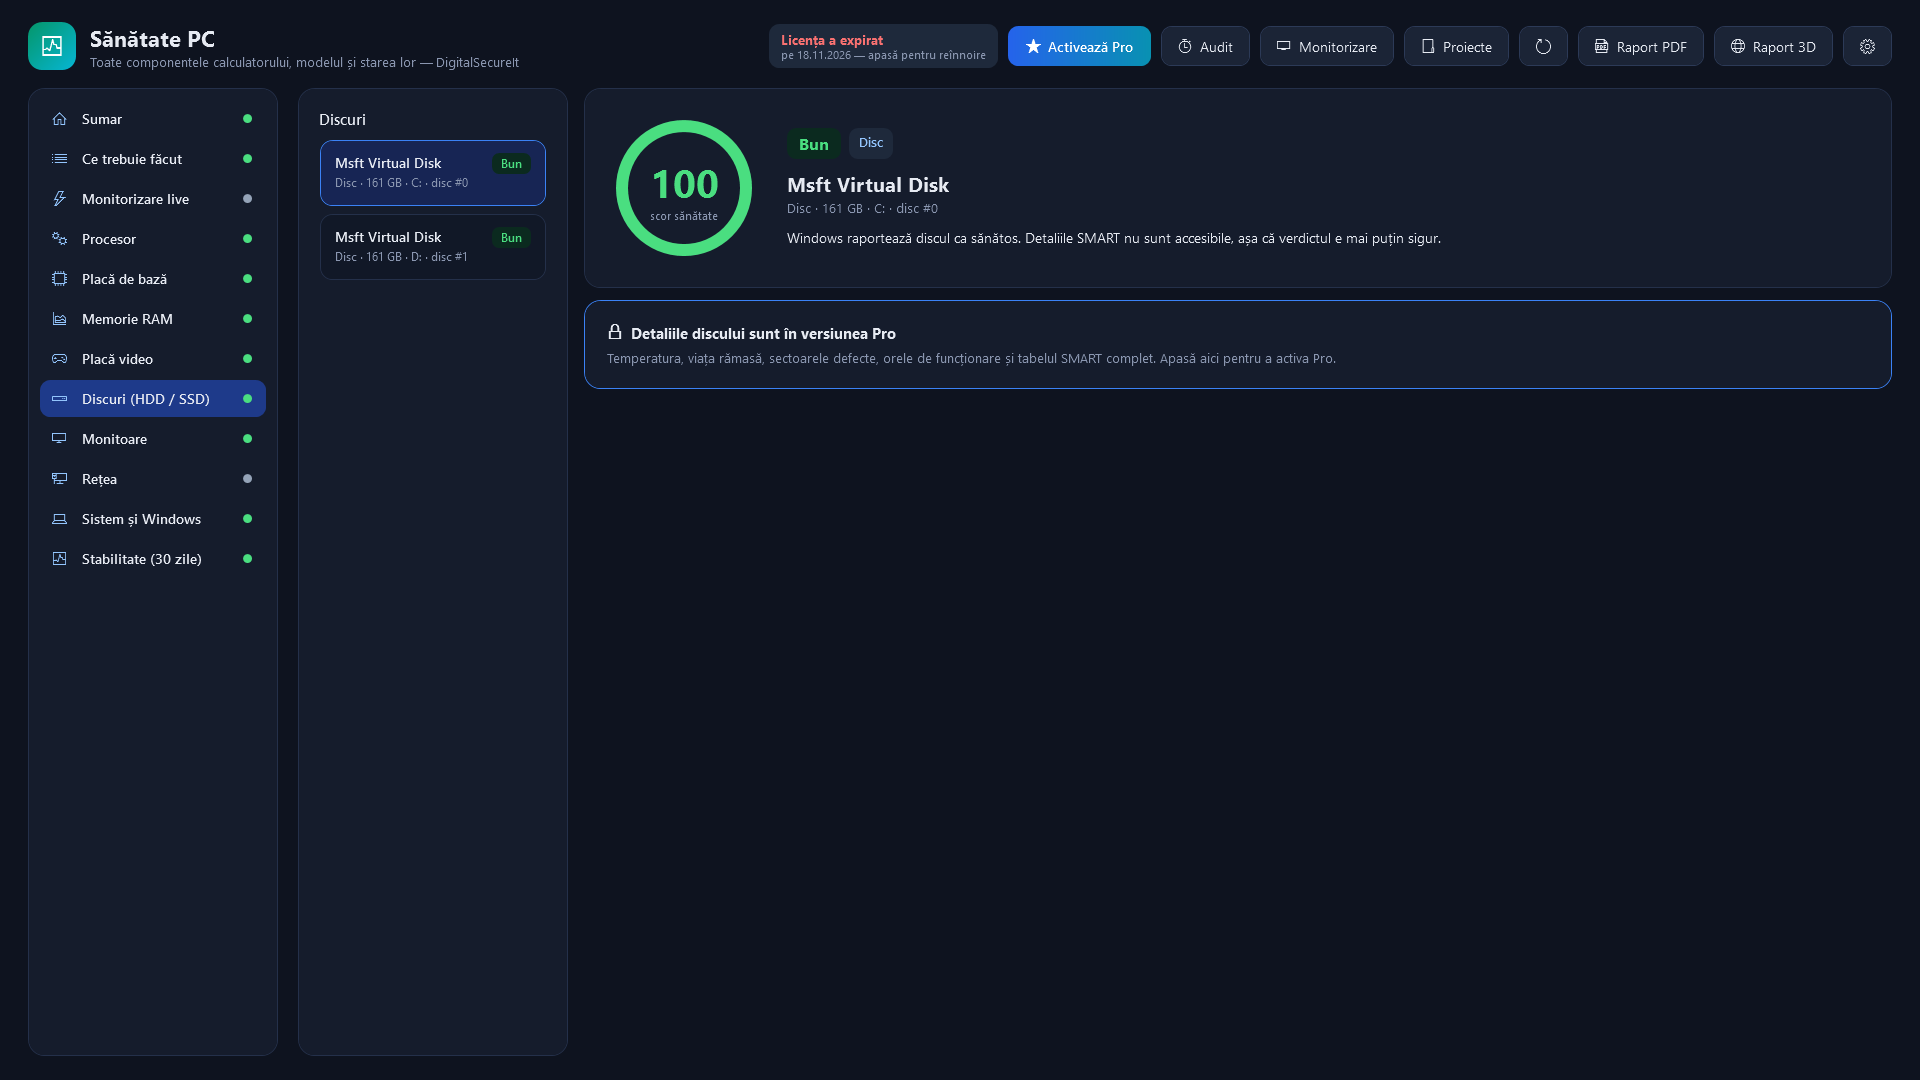 Sănătate PC
Toate componentele calculatorului, modelul și starea lor — DigitalSecureIt
Licența a expirat
pe 18.11.2026 — apasă pentru reînnoire
Activează Pro
Audit
Monitorizare
Proiecte
Raport PDF
Raport 3D
Sumar
Ce trebuie făcut
Monitorizare live
Procesor
Placă de bază
Memorie RAM
Placă video
Discuri (HDD / SSD)
Monitoare
Rețea
Sistem și Windows
Stabilitate (30 zile)
Discuri
Msft Virtual Disk
Bun
Disc · 161 GB · C: · disc #0
Msft Virtual Disk
Bun
Disc · 161 GB · D: · disc #1
100
scor sănătate
Bun
Disc
Msft Virtual Disk
Disc · 161 GB · C: · disc #0
Windows raportează discul ca sănătos. Detaliile SMART nu sunt accesibile, așa că verdictul e mai puțin sigur.
Detaliile discului sunt în versiunea Pro
Temperatura, viața rămasă, sectoarele defecte, orele de funcționare și tabelul SMART complet. Apasă aici pentru a activa Pro.